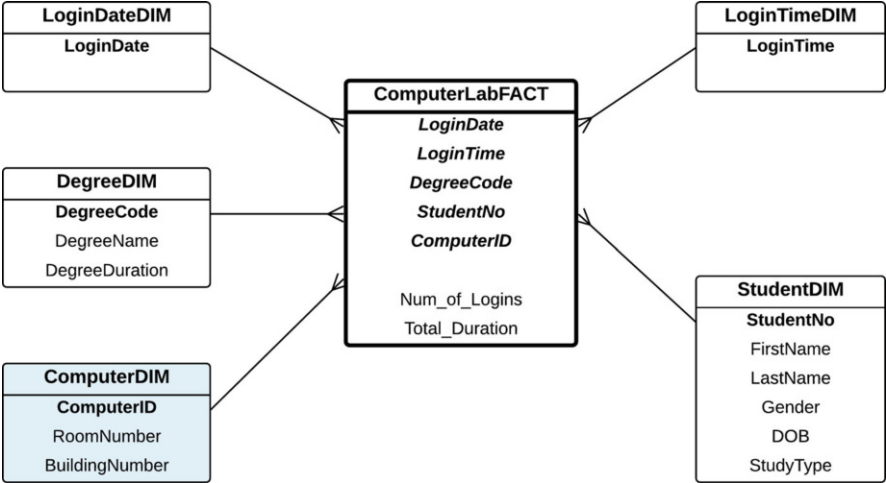 LoginDateDIM
LoginDate
LoginTimeDIM
LoginTime
ComputerLabFACT
LoginDate
LoginTime
DegreeCode
StudentNo
ComputerID
Num_of_Logins
Total_Duration
DegreeDIM
DegreeCode
DegreeName
DegreeDuration
ComputerDIM
ComputerID
RoomNumber
BuildingNumber
StudentDIM
StudentNo
FirstName
LastName
Gender
DOB
StudyType